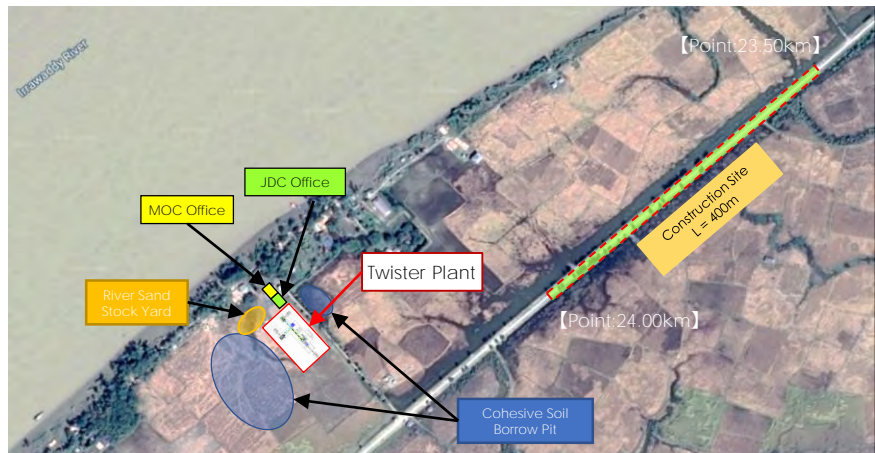 【Point:23.50km】
Irrawaddy River
JDC Office
MOC Office
Construction Site
L = 400m
Twister Plant
River Sand
Stock Yard
【Point:24.00km】
Cohesive Soil
Borrow Pit